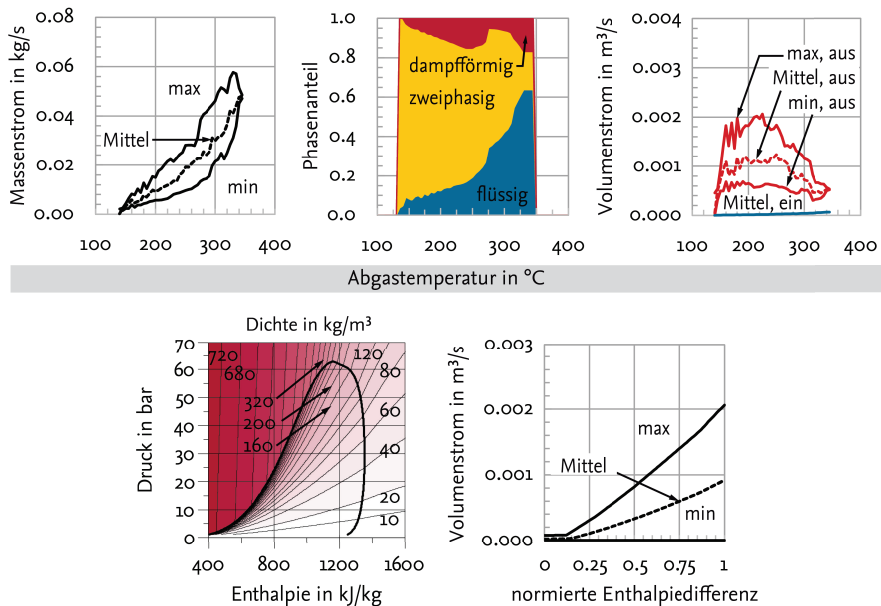 Massenstrom in kg/s
0.08
0.06
0.04
0.02
0.00
100
200
300
400
max
Mittel
min
Phasenanteil
1.0
0.8
0.6
0.4
0.2
0.0
100
200
300
400
dampfförmig
zweiphasig
flüssig
Volumenstrom in m³/s
0.004
0.003
0.002
0.001
0.000
100
200
300
400
max, aus
Mittel, aus
min, aus
Mittel, ein
Abgastemperatur in °C
Dichte in kg/m³
Druck in bar
70
60
50
40
30
20
10
0
400
800
1200
1600
720
680
320
200
160
120
80
60
40
20
10
Enthalpie in kJ/kg
Volumenstrom in m³/s
0.003
0.002
0.001
0.000
0
0.25
0.5
0.75
1
max
Mittel
min
normierte Enthalpiedifferenz